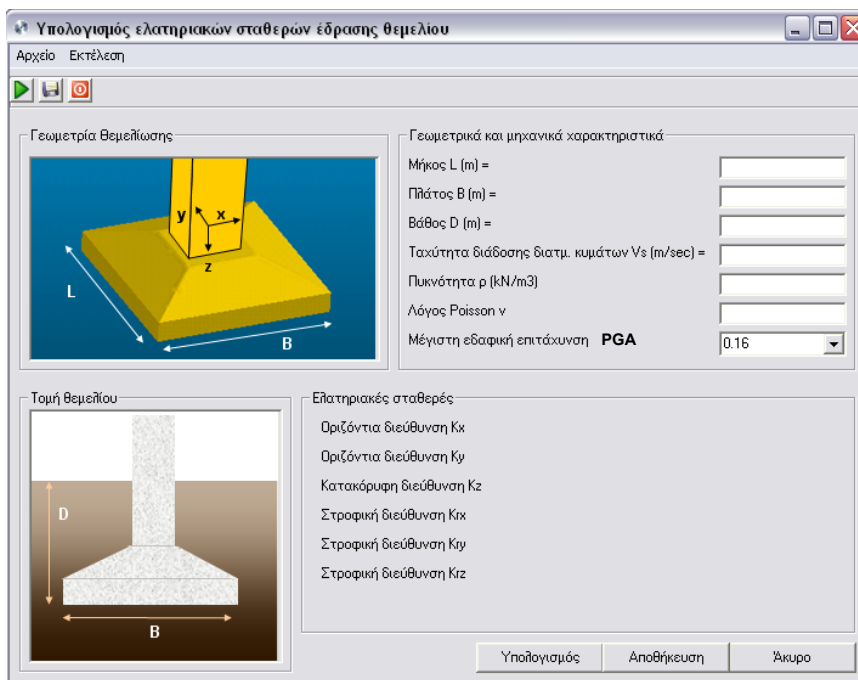 Υπολογισμός ελατηριακών σταθερών έδρασης θεμελίου
Αρχείο Εκτέλεση
Γεωμετρία Θεμελίωσης
y x
z
L
B
Γεωμετρικά και μηχανικά χαρακτηριστικά
Μήκος L (m) =
Πλάτος B (m) =
Βάθος D (m) =
Ταχύτητα διάδοσης διατμ. κυμάτων Vs (m/sec) =
Πυκνότητα ρ (kN/m3)
Λόγος Poisson ν
Μέγιστη εδαφική επιτάχυνση PGA 0.16
Τομή θεμελίου
D
B
Ελατηριακές σταθερές
Οριζόντια διεύθυνση Kx
Οριζόντια διεύθυνση Ky
Κατακόρυφη διεύθυνση Kz
Στροφική διεύθυνση Krx
Στροφική διεύθυνση Kry
Στροφική διεύθυνση Krz
Υπολογισμός Αποθήκευση Άκυρο